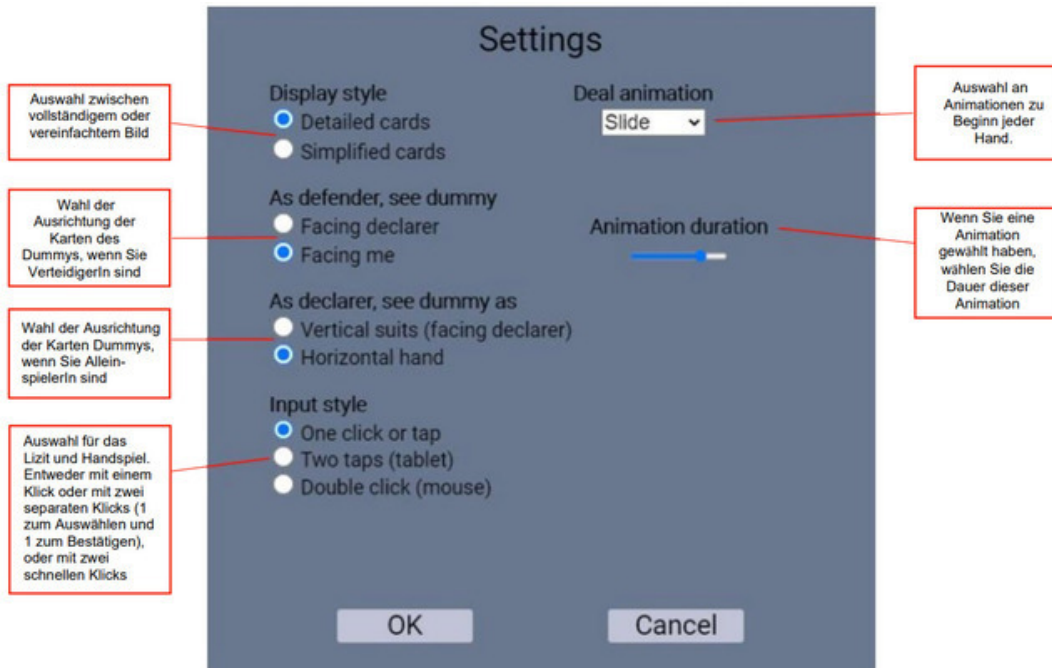 Settings
Auswahl zwischen
vollständigem oder
vereinfachtem Bild
Display style
Detailed cards
Simplified cards
Deal animation
Slide
Auswahl an
Animationen zu
Beginn jeder
Hand.
Wahl der
Ausrichtung der
Karten des
Dummys, wenn Sie
VerteidigerIn sind
As defender, see dummy
Facing declarer
Facing me
Animation duration
Wenn Sie eine
Animation
gewählt haben,
wählen Sie die
Dauer dieser
Animation
Wahl der Ausrichtung
der Karten Dummys,
wenn Sie Allein-
spielerIn sind
As declarer, see dummy as
Vertical suits (facing declarer)
Horizontal hand
Auswahl für das
Lizit und Handspiel.
Entweder mit einem
Klick oder mit zwei
separaten Klicks (1
zum Auswählen und
1 zum Bestätigen),
oder mit zwei
schnellen Klicks
Input style
One click or tap
Two taps (tablet)
Double click (mouse)
OK
Cancel